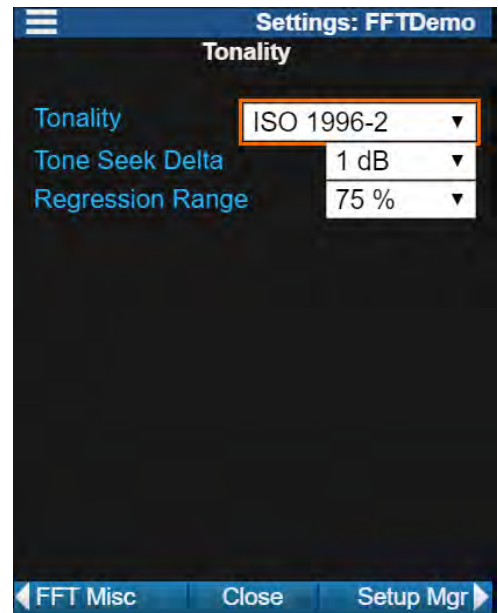 Settings: FFTDemo
Tonality
Tonality ISO 1996-2
Tone Seek Delta 1 dB
Regression Range 75 %
FFT Misc Close Setup Mgr